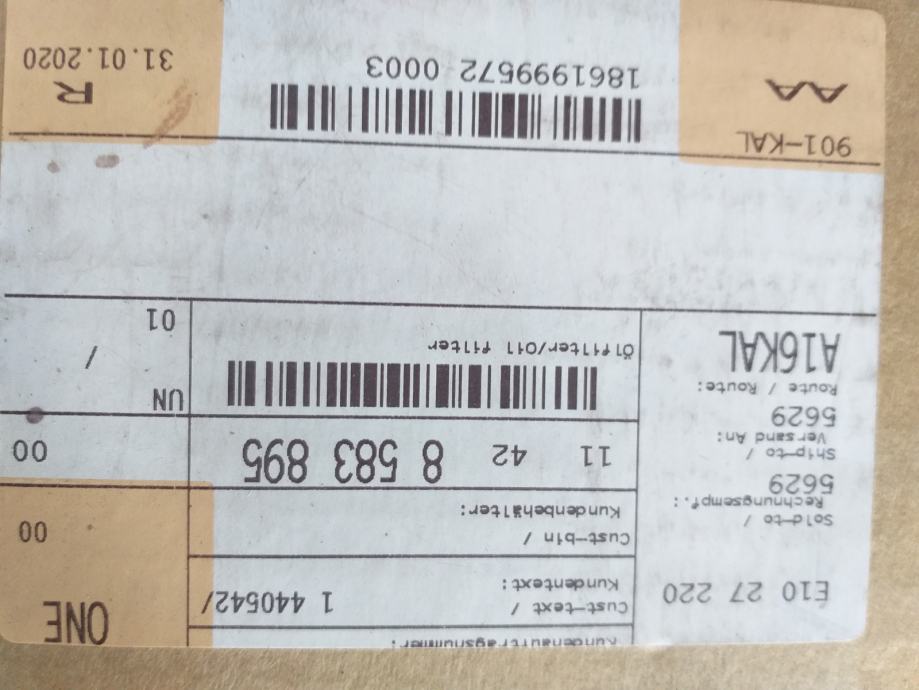 Kundenauftragsnummer:
E10 27 220
Cust-text /
Kundentext:
1 440542/
ONE
Sold-to /
Rechnungsempf.:
5629
Cust-bin /
Kundenbehälter:
00
Ship-to /
Versand An:
5629
11 42 8 583 895
00
Route / Route:
A16KAL
UN
Ölfilter/Oil filter
/
01
901-KAL
AA
1861999572 0003
R
31.01.2020